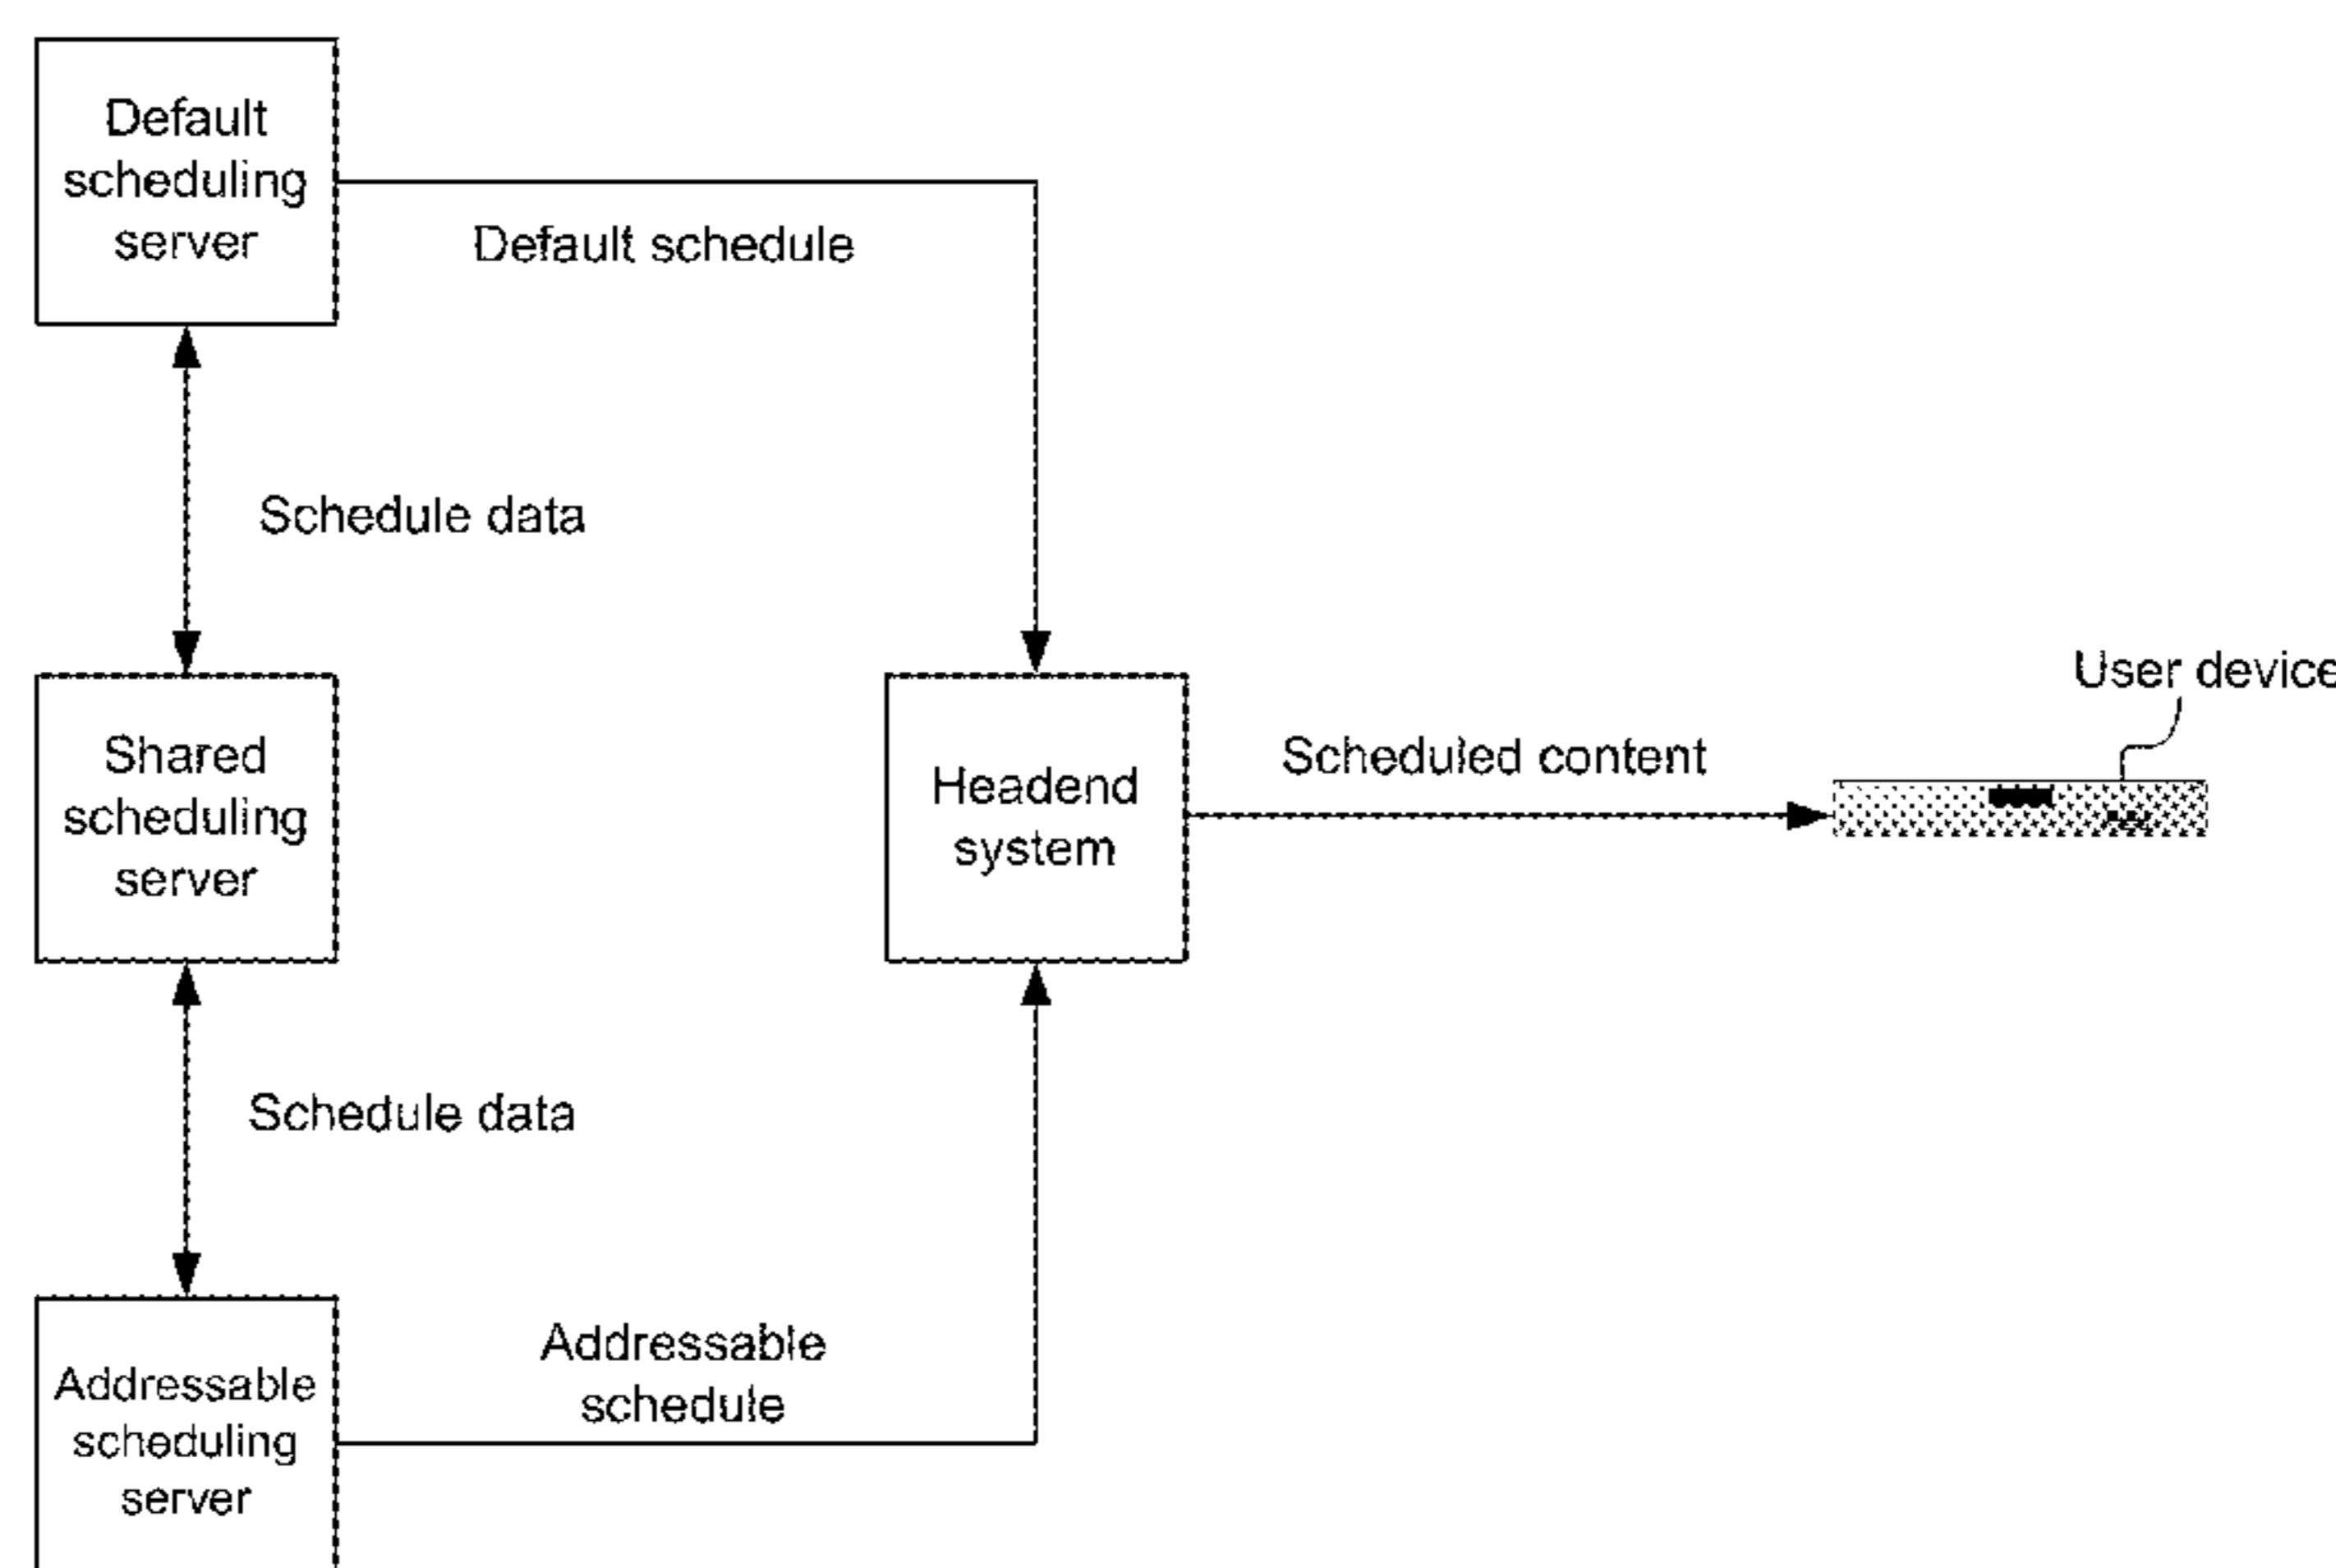 Default
scheduling
server
Default schedule
Schedule data
Shared
scheduling
server
Headend
system
Scheduled content
User device
Schedule data
Addressable
scheduling
server
Addressable
schedule